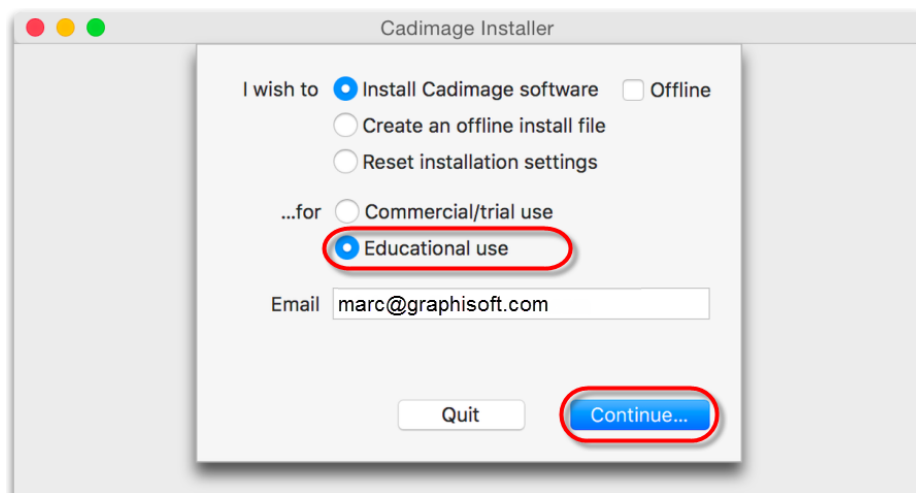 Cadimage Installer
I wish to Install Cadimage software Offline
Create an offline install file
Reset installation settings
...for Commercial/trial use
Educational use
Email marc@graphisoft.com
Quit Continue...